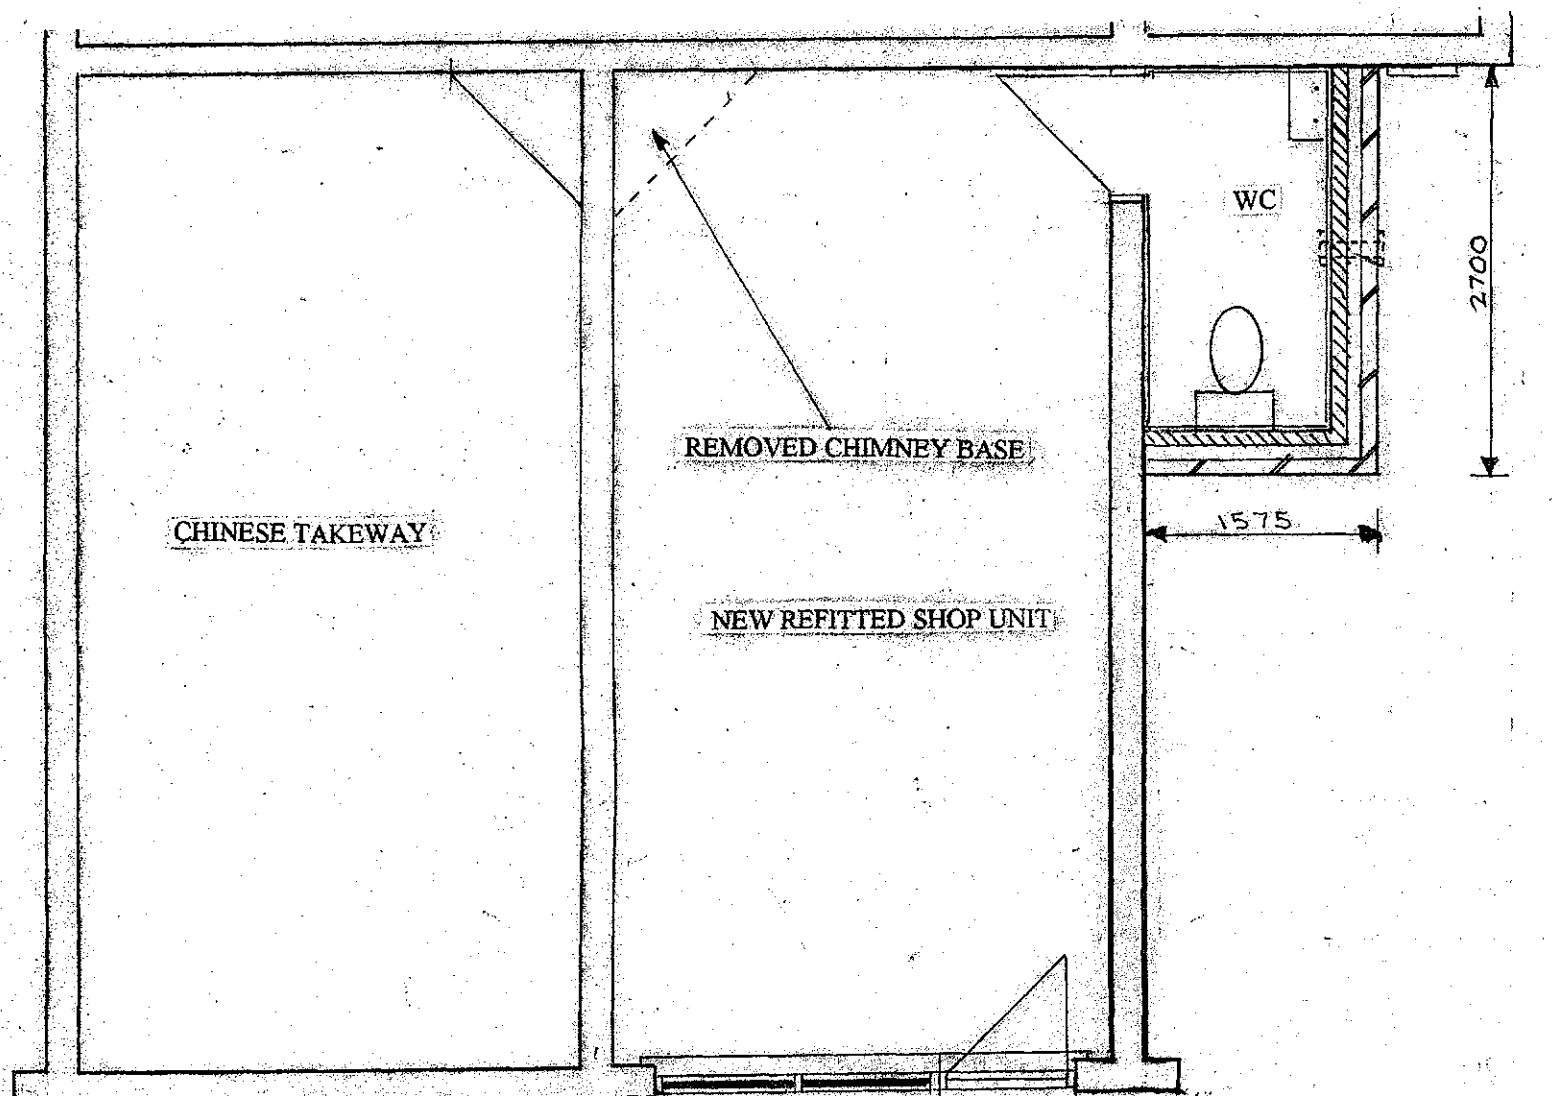 WC
2700
REMOVED CHIMNEY BASE
1575
CHINESE TAKEWAY
NEW REFITTED SHOP UNIT